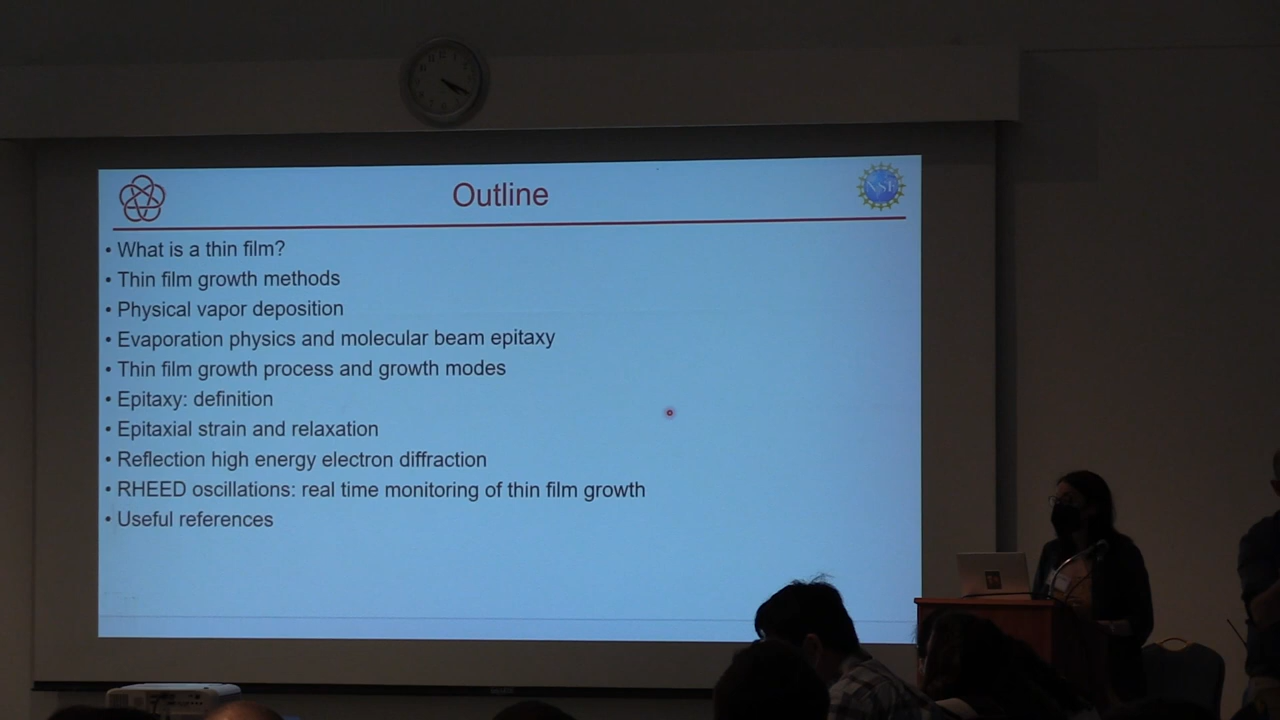 Outline
NSF
• What is a thin film?
• Thin film growth methods
• Physical vapor deposition
• Evaporation physics and molecular beam epitaxy
• Thin film growth process and growth modes
• Epitaxy: definition
• Epitaxial strain and relaxation
• Reflection high energy electron diffraction
• RHEED oscillations: real time monitoring of thin film growth
• Useful references